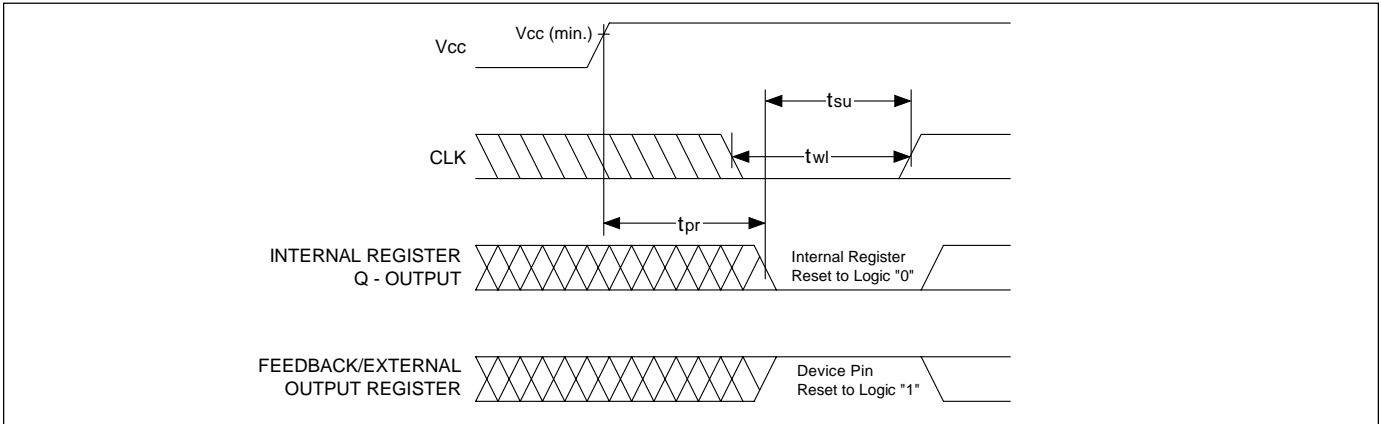 Vcc
Vcc (min.)
tsu
CLK
twl
tpr
INTERNAL REGISTER
Q - OUTPUT
Internal Register
Reset to Logic "0"
FEEDBACK/EXTERNAL
OUTPUT REGISTER
Device Pin
Reset to Logic "1"